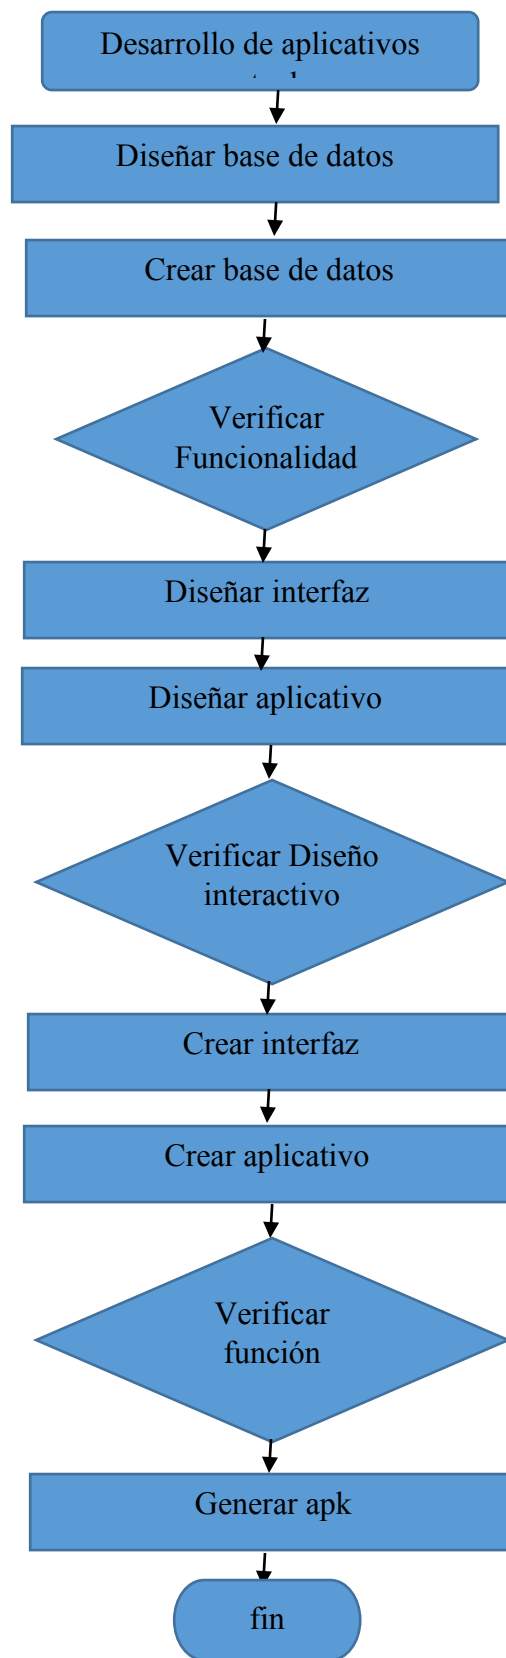 Desarrollo de aplicativos
Diseñar base de datos
Crear base de datos
Verificar
Funcionalidad
Diseñar interfaz
Diseñar aplicativo
Verificar Diseño
interactivo
Crear interfaz
Crear aplicativo
Verificar
función
Generar apk
fin